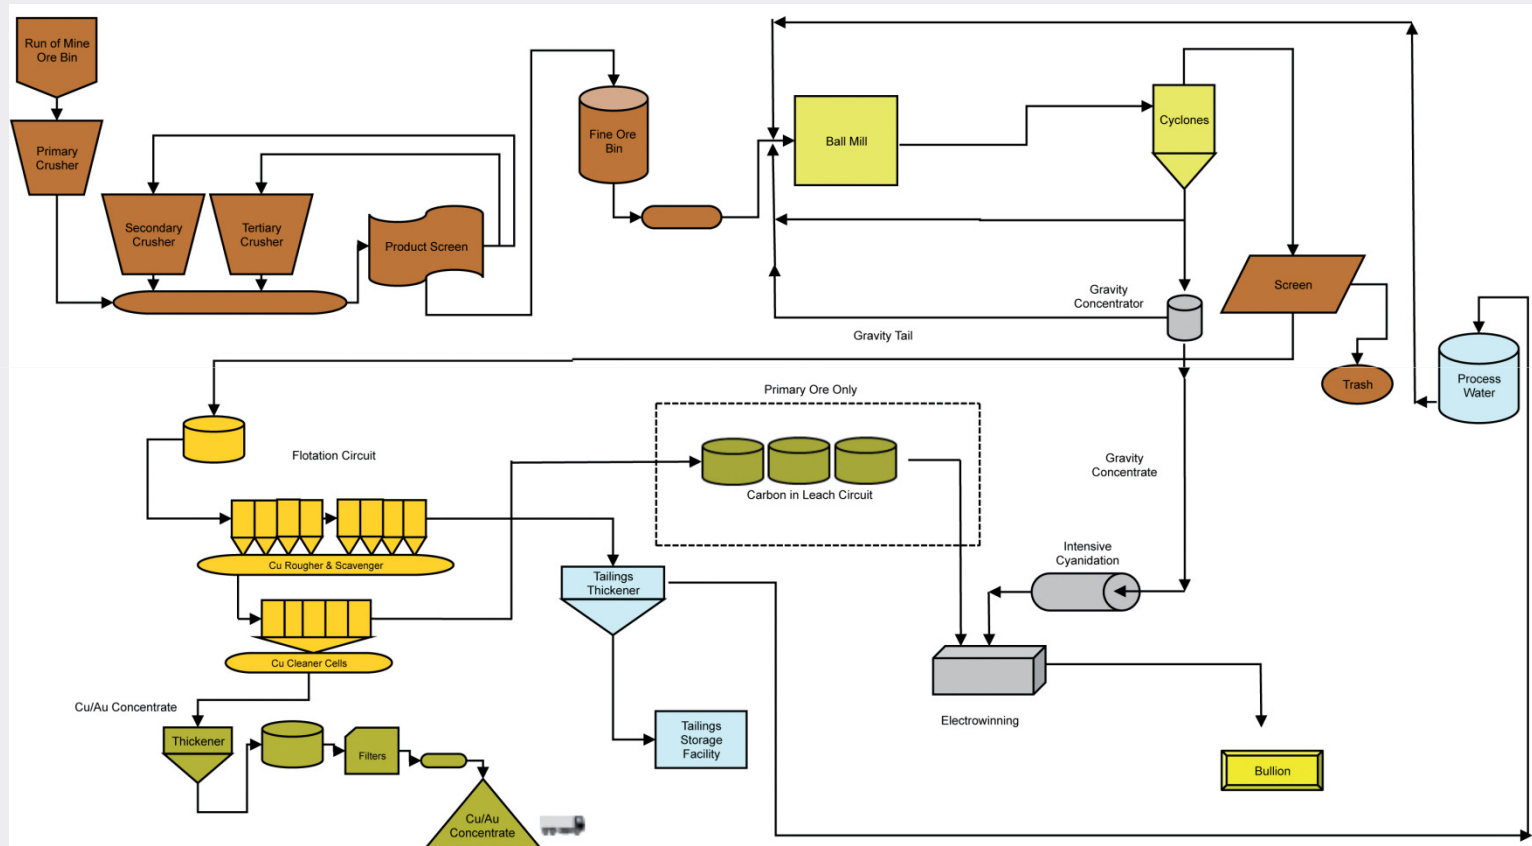 Run of Mine
Ore Bin
Primary
Crusher
Secondary
Crusher
Tertiary
Crusher
Product Screen
Fine Ore
Bin
Ball Mill
Cyclones
Screen
Gravity
Concentrator
Gravity Tail
Trash
Process
Water
Primary Ore Only
Flotation Circuit
Carbon in Leach Circuit
Gravity
Concentrate
Cu Rougher & Scavenger
Tailings
Thickener
Intensive
Cyanidation
Cu Cleaner Cells
Cu/Au Concentrate
Thickener
Filters
Tailings
Storage
Facility
Electrowinning
Bullion
Cu/Au
Concentrate